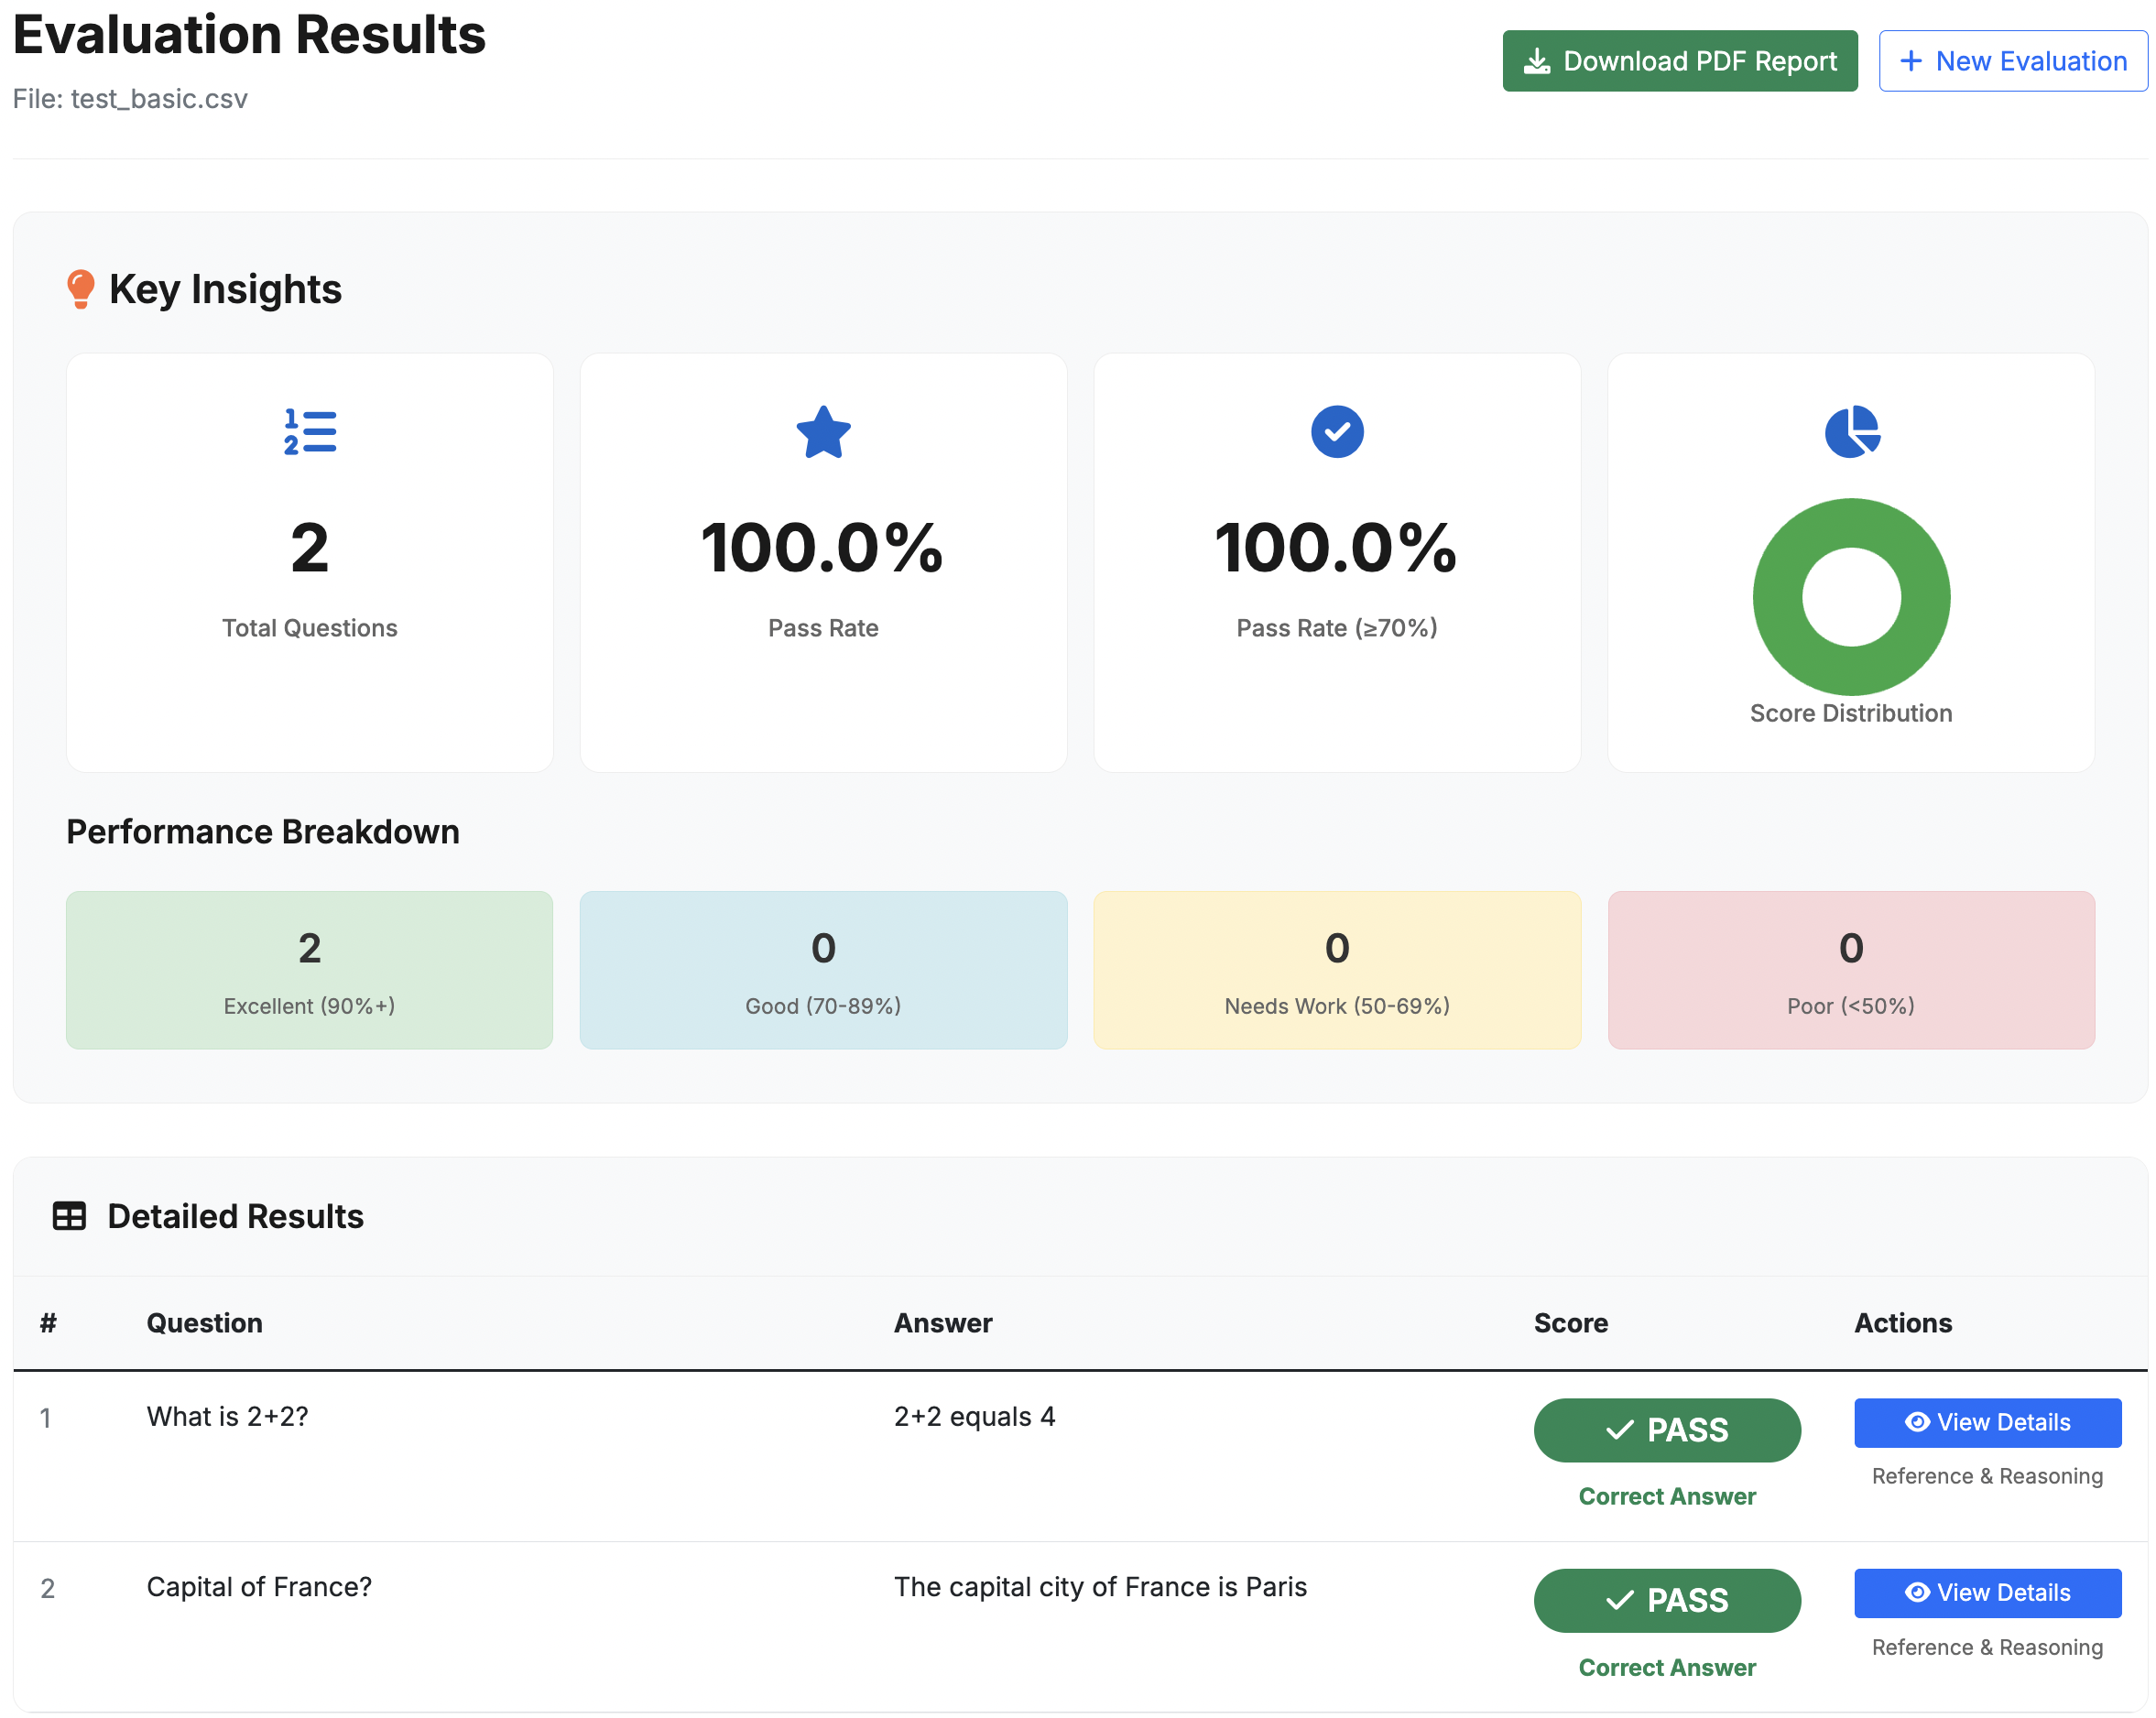 Evaluation Results
File: test_basic.csv
Download PDF Report
+ New Evaluation
Key Insights
2
Total Questions
100.0%
Pass Rate
100.0%
Pass Rate (≥70%)
Score Distribution
Performance Breakdown
2
Excellent (90%+)
0
Good (70-89%)
0
Needs Work (50-69%)
0
Poor (<50%)
Detailed Results
# Question Answer Score Actions
1 What is 2+2? 2+2 equals 4 PASS View Details
Correct Answer Reference & Reasoning
2 Capital of France? The capital city of France is Paris PASS View Details
Correct Answer Reference & Reasoning